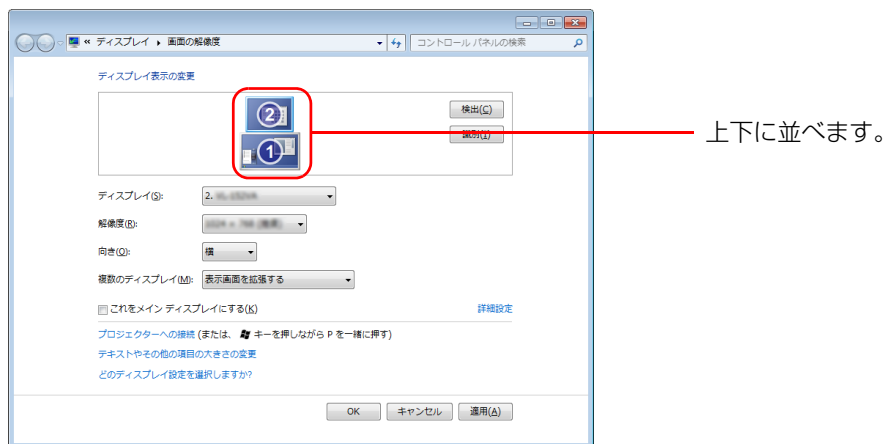 « ディスプレイ ▸ 画面の解像度
コントロール パネルの検索
ディスプレイ表示の変更
2
1
検出(C)
識別(I)
上下に並べます。
ディスプレイ(S):
2.
解像度(R):
向き(O):
横
複数のディスプレイ(M):
表示画面を拡張する
これをメイン ディスプレイにする(K)
詳細設定
プロジェクターへの接続 (または、 キーを押しながら P を一緒に押す)
テキストやその他の項目の大きさの変更
どのディスプレイ設定を選択しますか?
OK
キャンセル
適用(A)